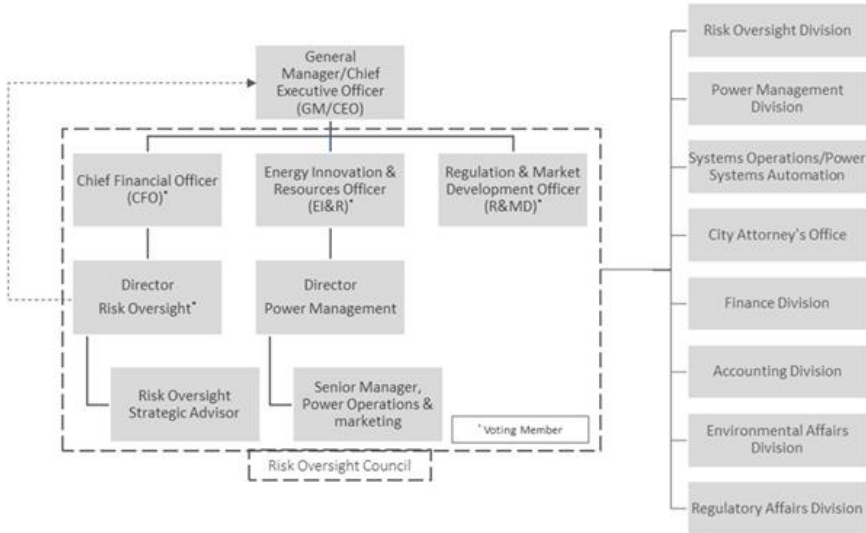 General
Manager/Chief
Executive Officer
(GM/CEO)
Chief Financial Officer
(CFO)*
Energy Innovation &
Resources Officer
(EI&R)*
Regulation & Market
Development Officer
(R&MD)*
Director
Risk Oversight*
Director
Power Management
Risk Oversight
Strategic Advisor
Senior Manager,
Power Operations &
marketing
* Voting Member
Risk Oversight Council
Risk Oversight Division
Power Management
Division
Systems Operations/Power
Systems Automation
City Attorney's Office
Finance Division
Accounting Division
Environmental Affairs
Division
Regulatory Affairs Division